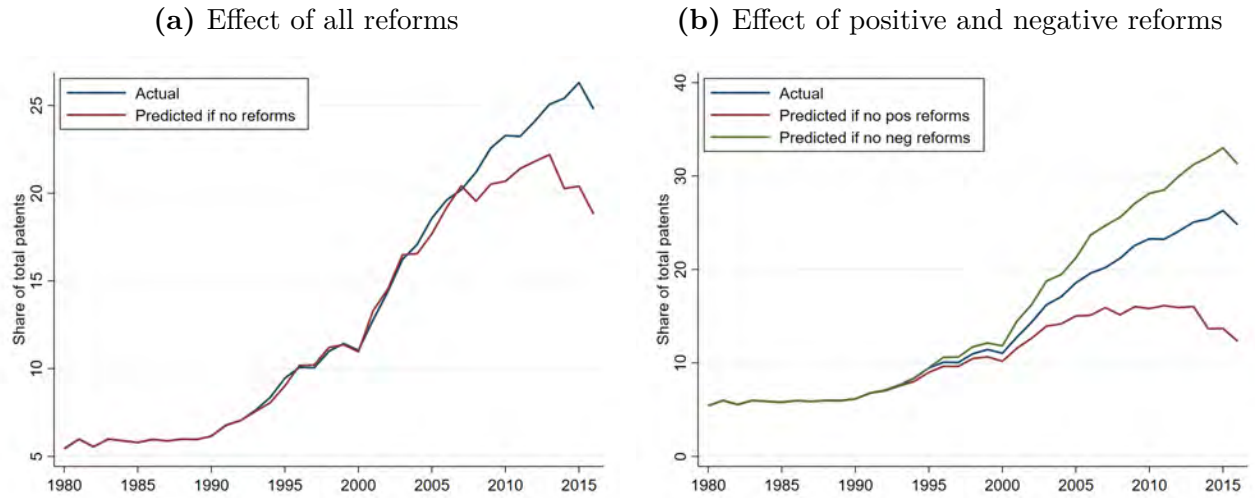 (a) Effect of all reforms
Actual
Predicted if no reforms
Share of total patents
25
20
15
10
5
1980 1985 1990 1995 2000 2005 2010 2015
(b) Effect of positive and negative reforms
Actual
Predicted if no pos reforms
Predicted if no neg reforms
Share of total patents
40
30
20
10
0
1980 1985 1990 1995 2000 2005 2010 2015